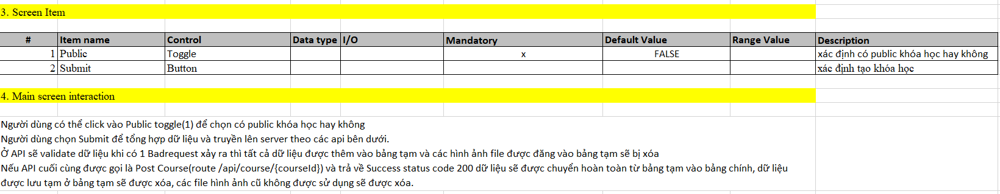 3. Screen Item
# Item name Control Data type I/O Mandatory Default Value Range Value Description
1 Public Toggle x FALSE xác định có public khóa học hay không
2 Submit Button xác định tạo khóa học
4. Main screen interaction
Người dùng có thể click vào Public toggle(1) để chọn có public khóa học hay không
Người dùng chọn Submit để tổng hợp dữ liệu và truyền lên server theo các api bên dưới.
Ở API sẽ validate dữ liệu khi có 1 Badrequest xảy ra thì tất cả dữ liệu được thêm vào bảng tạm và các hình ảnh file được đăng vào bảng tạm sẽ bị xóa
Nếu API cuối cùng được gọi là Post Course(route /api/course/{courseId}) và trả về Success status code 200 dữ liệu sẽ được chuyển hoàn toàn từ bảng tạm vào bảng chính, dữ liệu
được lưu tạm ở bảng tạm sẽ được xóa, các file hình ảnh cũ không được sử dụng sẽ được xóa.